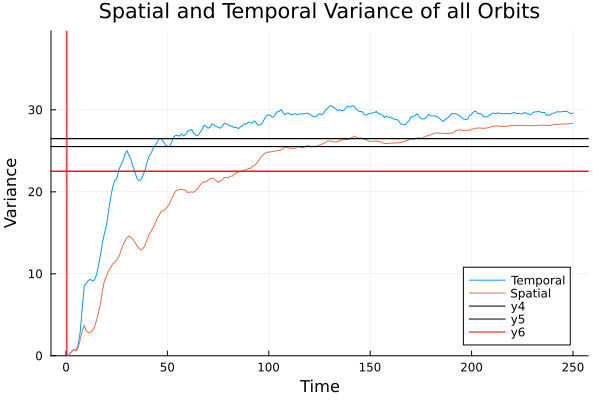 Spatial and Temporal Variance of all Orbits
Variance
30
20
10
0
0 50 100 150 200 250
Time
Temporal
Spatial
y4
y5
y6